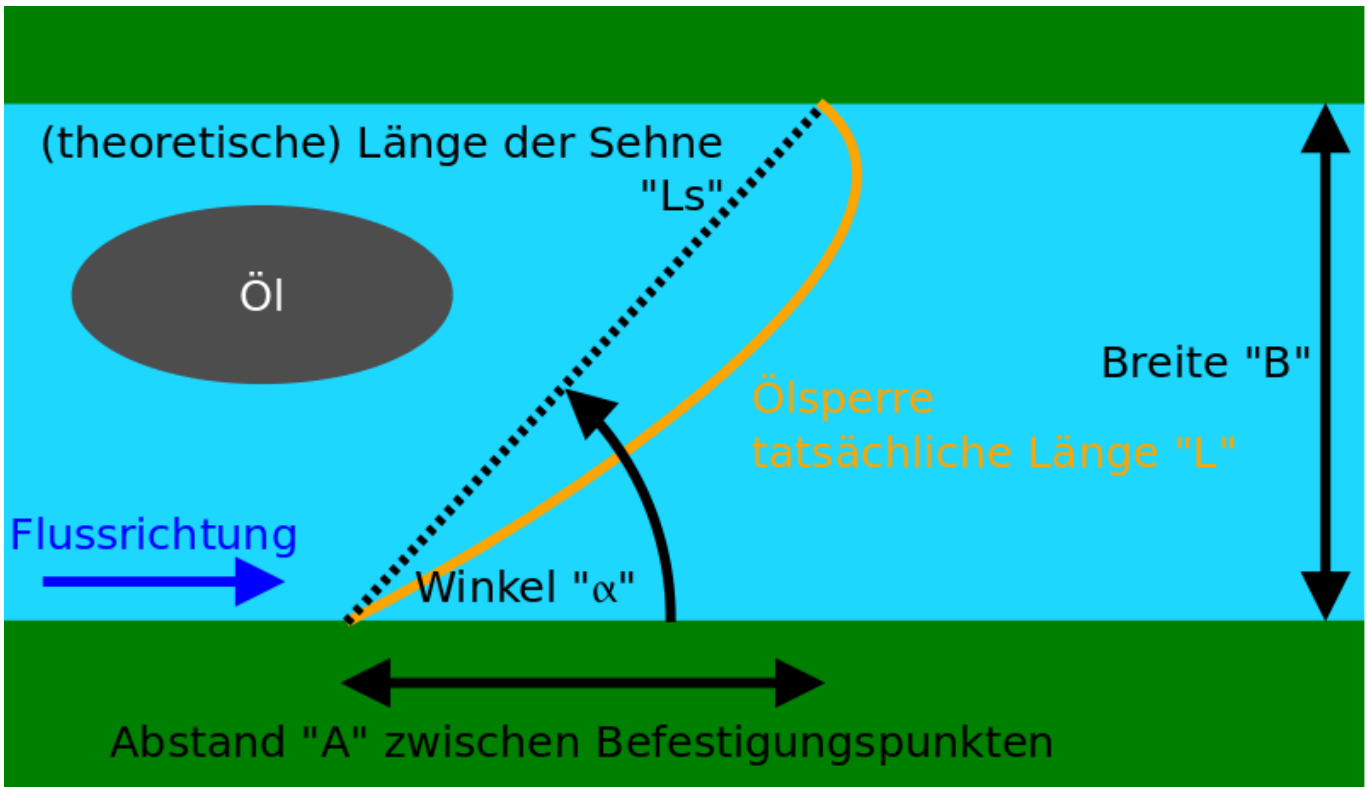 (theoretische) Länge der Sehne
"Ls"
Öl
Breite "B"
Ölsperre
tatsächliche Länge "L"
Flussrichtung
Winkel "α"
Abstand "A" zwischen Befestigungspunkten